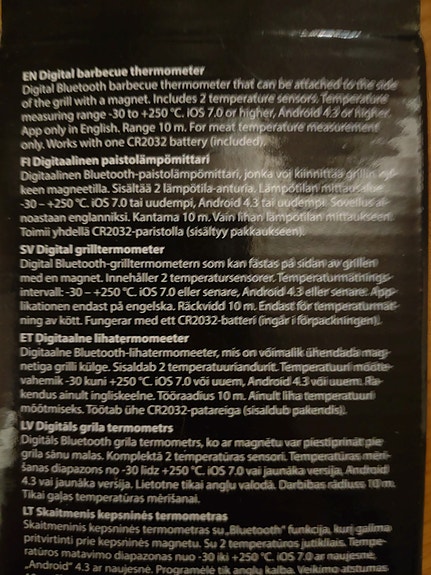 EN Digital barbecue thermometer
Digital Bluetooth barbecue thermometer that can be attached to the side
of the grill with a magnet. Includes 2 temperature sensors. Temperature
measuring range -30 to +250 °C. iOS 7.0 or higher, Android 4.3 or higher.
App only in English. Range 10 m. For meat temperature measurement
only. Works with one CR2032 battery (included).
FI Digitaalinen paistolämpömittari
Digitaalinen Bluetooth-paistolämpömittari, jonka voi kiinnittää grillin kyl-
keen magneetilla. Sisältää 2 lämpötila-anturia. Lämpötilan mittausalue
-30 – +250 °C. iOS 7.0 tai uudempi, Android 4.3 tai uudempi. Sovellus ai-
noastaan englanniksi. Kantama 10 m. Vain lihan lämpötilan mittaukseen.
Toimii yhdellä CR2032-paristolla (sisältyy pakkaukseen).
SV Digital grilltermometer
Digital Bluetooth-grilltermometern som kan fästas på sidan av grillen
med en magnet. Innehåller 2 temperatursensorer. Temperaturmätnings-
intervall: -30 – +250 °C. iOS 7.0 eller senare, Android 4.3 eller senare. App-
likationen endast på engelska. Räckvidd 10 m. Endast för temperaturmät-
ning av kött. Fungerar med ett CR2032-batteri (ingår i förpackningen).
ET Digitaalne lihatermomeeter
Digitaalne Bluetooth-lihatermomeeter, mis on võimalik ühendada mag-
netiga grilli külge. Sisaldab 2 temperatuuriandurit. Temperatuuri mõõte-
vahemik -30 kuni +250 °C. iOS 7.0 või uuem, Android 4.3 või uuem. Ra-
kendus ainult ingliskeelne. Tööraadius 10 m. Ainult liha temperatuuri
mõõtmiseks. Töötab ühe CR2032-patareiga (sisaldub pakendis).
LV Digitāls grila termometrs
Digitāls Bluetooth grila termometrs, ko ar magnētu var piestiprināt pie
grila sānu malas. Komplektā 2 temperatūras sensori. Temperatūras mērī-
šanas diapazons no -30 līdz +250 °C. iOS 7.0 vai jaunāka versija, Android
4.3 vai jaunāka versija. Lietotne tikai angļu valodā. Darbības rādiuss 10 m.
Tikai gaļas temperatūras mērīšanai.
LT Skaitmenis kepsninės termometras
Skaitmeninis kepsninės termometras su „Bluetooth“ funkcija, kurį galima
pritvirtinti prie kepsninės magnetu. Su 2 temperatūros jutikliais. Tempe-
ratūros matavimo diapazonas nuo -30 iki +250 °C. iOS 7.0 ar naujesnė,
„Android“ 4.3 ar naujesnė. Programėlė tik anglų kalba. Veikimo atstumas